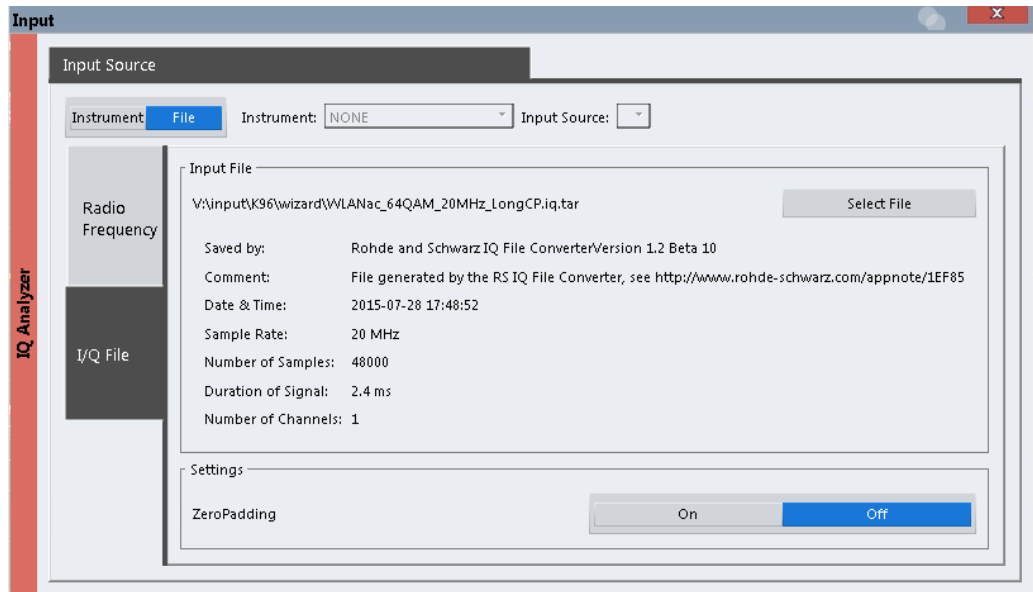 Input
x
IQ Analyzer
Input Source
Instrument File Instrument: NONE Input Source:
Radio
Frequency
I/Q File
Input File
V:\input\K96\wizard\WLANac_64QAM_20MHz_LongCP.iq.tar Select File
Saved by: Rohde and Schwarz IQ File ConverterVersion 1.2 Beta 10
Comment: File generated by the RS IQ File Converter, see http://www.rohde-schwarz.com/appnote/1EF85
Date & Time: 2015-07-28 17:48:52
Sample Rate: 20 MHz
Number of Samples: 48000
Duration of Signal: 2.4 ms
Number of Channels: 1
Settings
ZeroPadding On Off